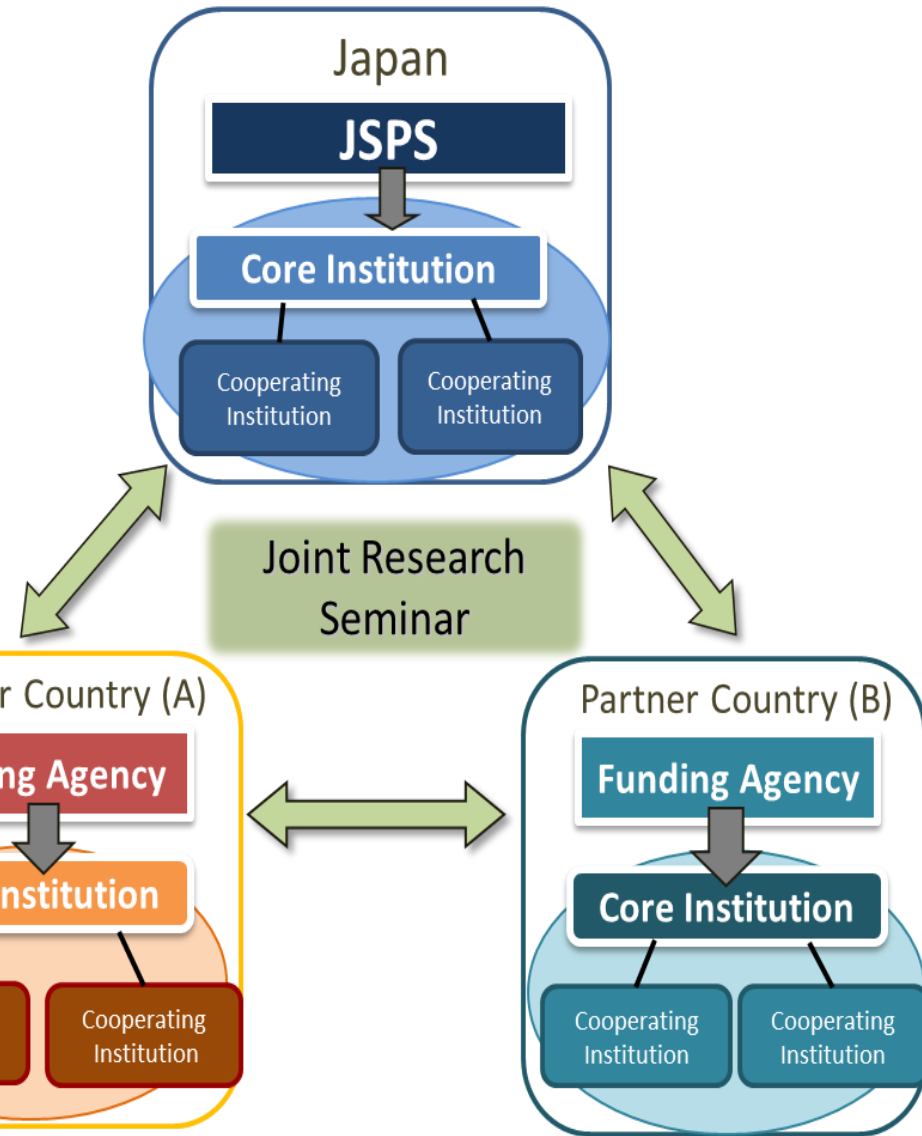 Japan
JSPS
Core Institution
Cooperating
Institution
Cooperating
Institution
Joint Research
Seminar
r Country (A)
ng Agency
nstitution
Cooperating
Institution
Partner Country (B)
Funding Agency
Core Institution
Cooperating
Institution
Cooperating
Institution